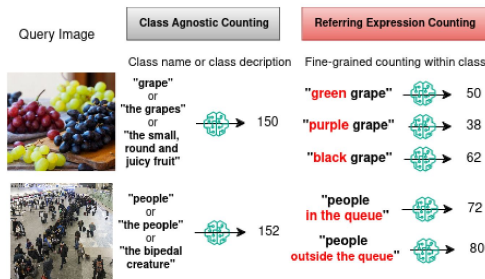 Query Image
Class Agnostic Counting
Referring Expression Counting
Class name or class decription
Fine-grained counting within class
"grape"
or
"the grapes"
or
"the small,
round and
juicy fruit"
150
"green grape"
50
"purple grape"
38
"black grape"
62
"people"
or
"the people"
or
"the bipedal
creature"
152
"people
in the queue"
72
"people
outside the queue"
80